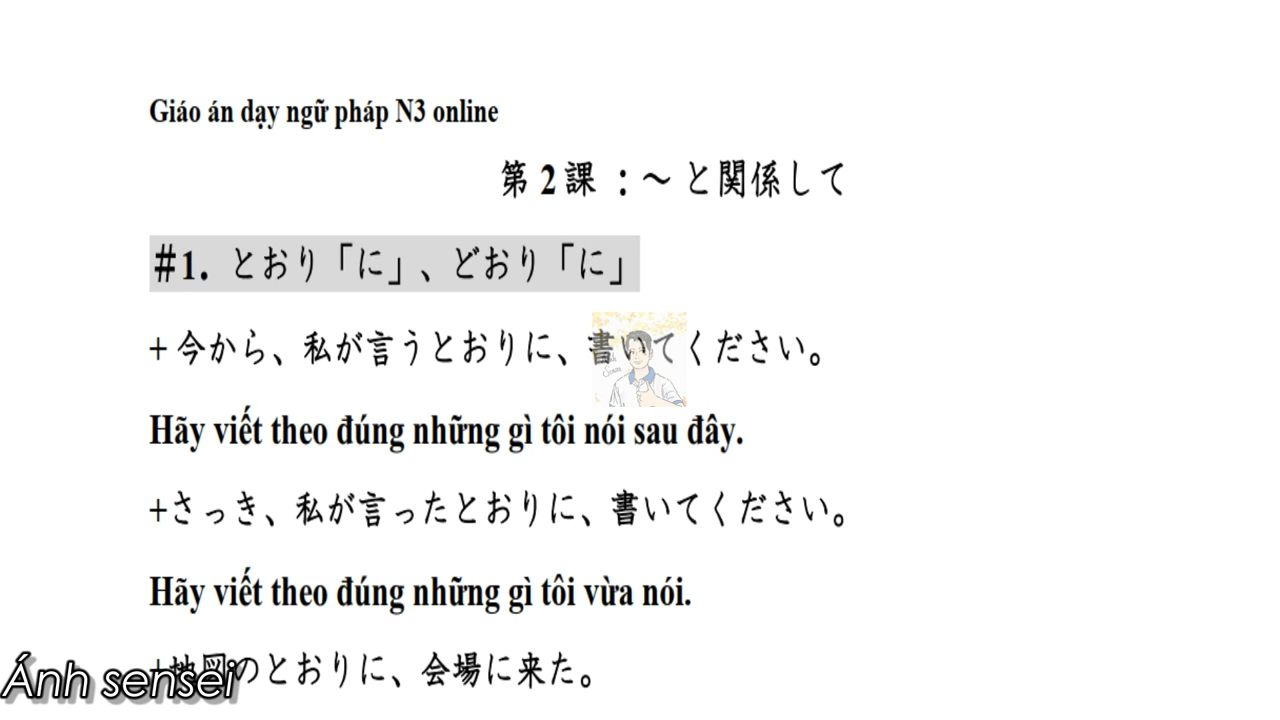 Giáo án dạy ngữ pháp N3 online
第2課：～と関係して
#1. とおり「に」、どおり「に」
+ 今から、私が言うとおりに、書いてください。
Hãy viết theo đúng những gì tôi nói sau đây.
+さっき、私が言ったとおりに、書いてください。
Hãy viết theo đúng những gì tôi vừa nói.
+地図のとおりに、会場に来た。
Ánh sensei